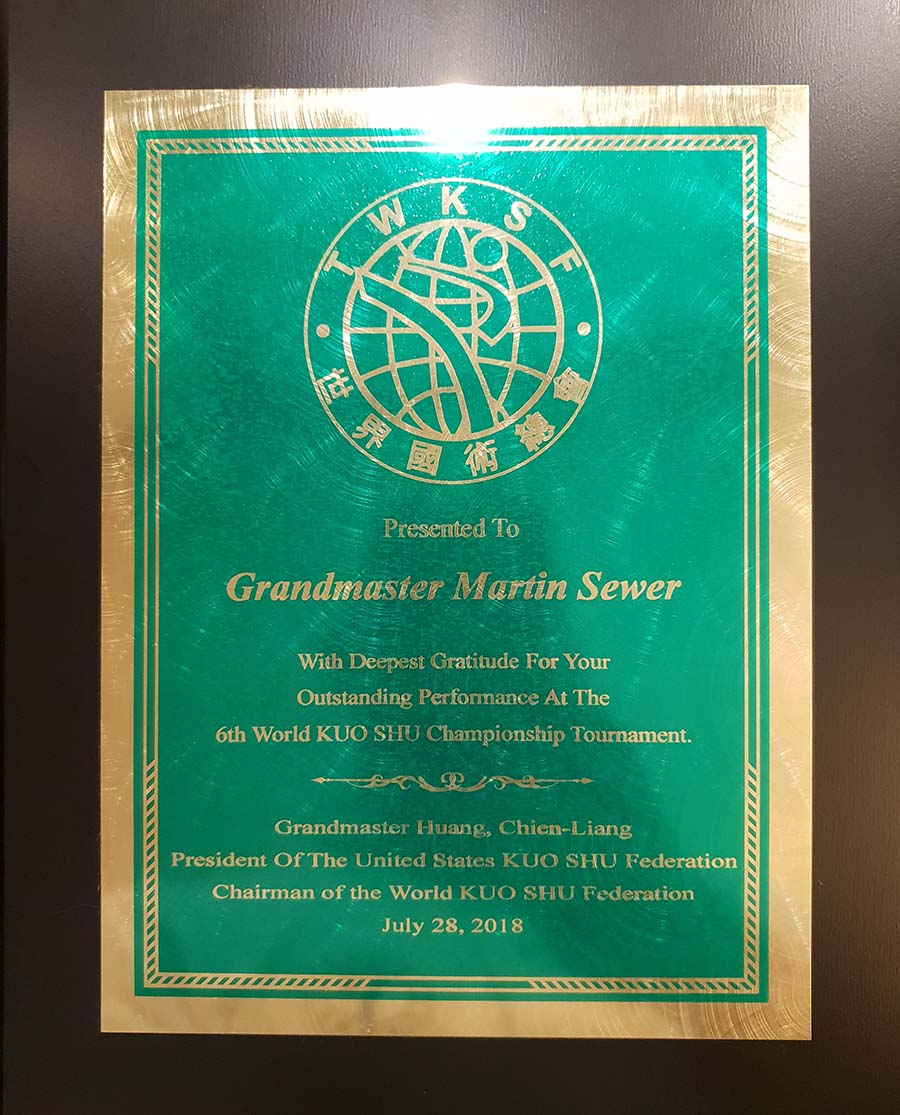 TWKSF
世界國術總會
Presented To
Grandmaster Martin Sewer
With Deepest Gratitude For Your
Outstanding Performance At The
6th World KUO SHU Championship Tournament.
Grandmaster Huang, Chien-Liang
President Of The United States KUO SHU Federation
Chairman of the World KUO SHU Federation
July 28, 2018